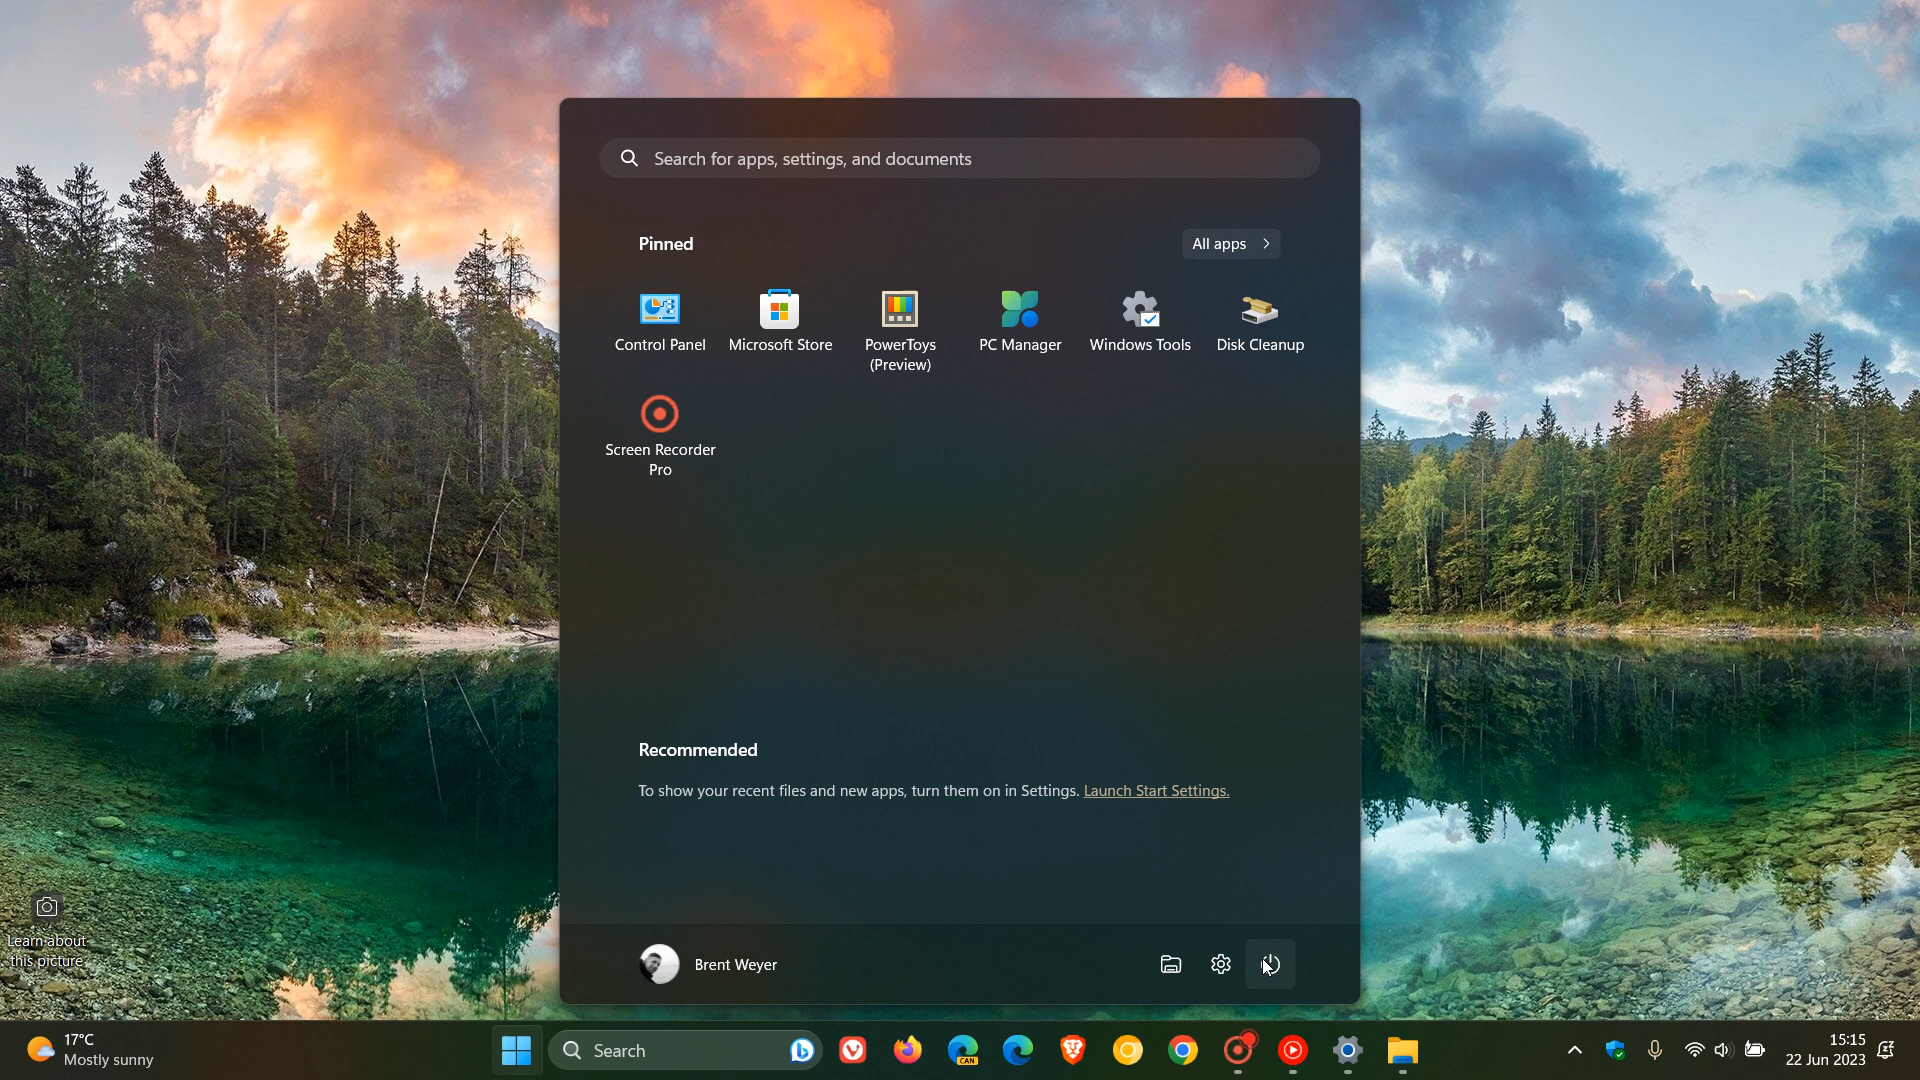 Search for apps, settings, and documents
Pinned
All apps
Control Panel
Microsoft Store
PowerToys
(Preview)
PC Manager
Windows Tools
Disk Cleanup
Screen Recorder
Pro
Recommended
To show your recent files and new apps, turn them on in Settings. Launch Start Settings.
Learn about
this picture
Brent Weyer
17°C
Mostly sunny
Search
CAN
15:15
22 Jun 2023